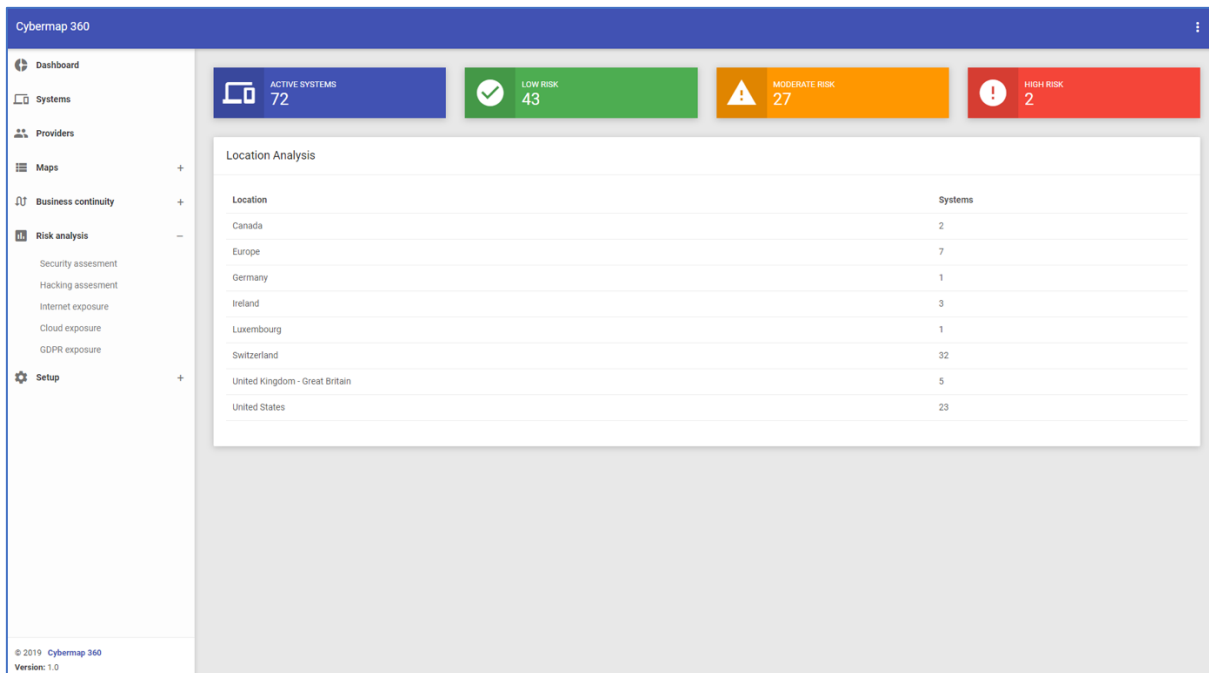 Cybermap 360
Dashboard
Systems
Providers
Maps +
Business continuity +
Risk analysis –
Security assesment
Hacking assesment
Internet exposure
Cloud exposure
GDPR exposure
Setup +
© 2019 Cybermap 360
Version: 1.0
ACTIVE SYSTEMS
72
LOW RISK
43
MODERATE RISK
27
HIGH RISK
2
Location Analysis
Location Systems
Canada 2
Europe 7
Germany 1
Ireland 3
Luxembourg 1
Switzerland 32
United Kingdom - Great Britain 5
United States 23